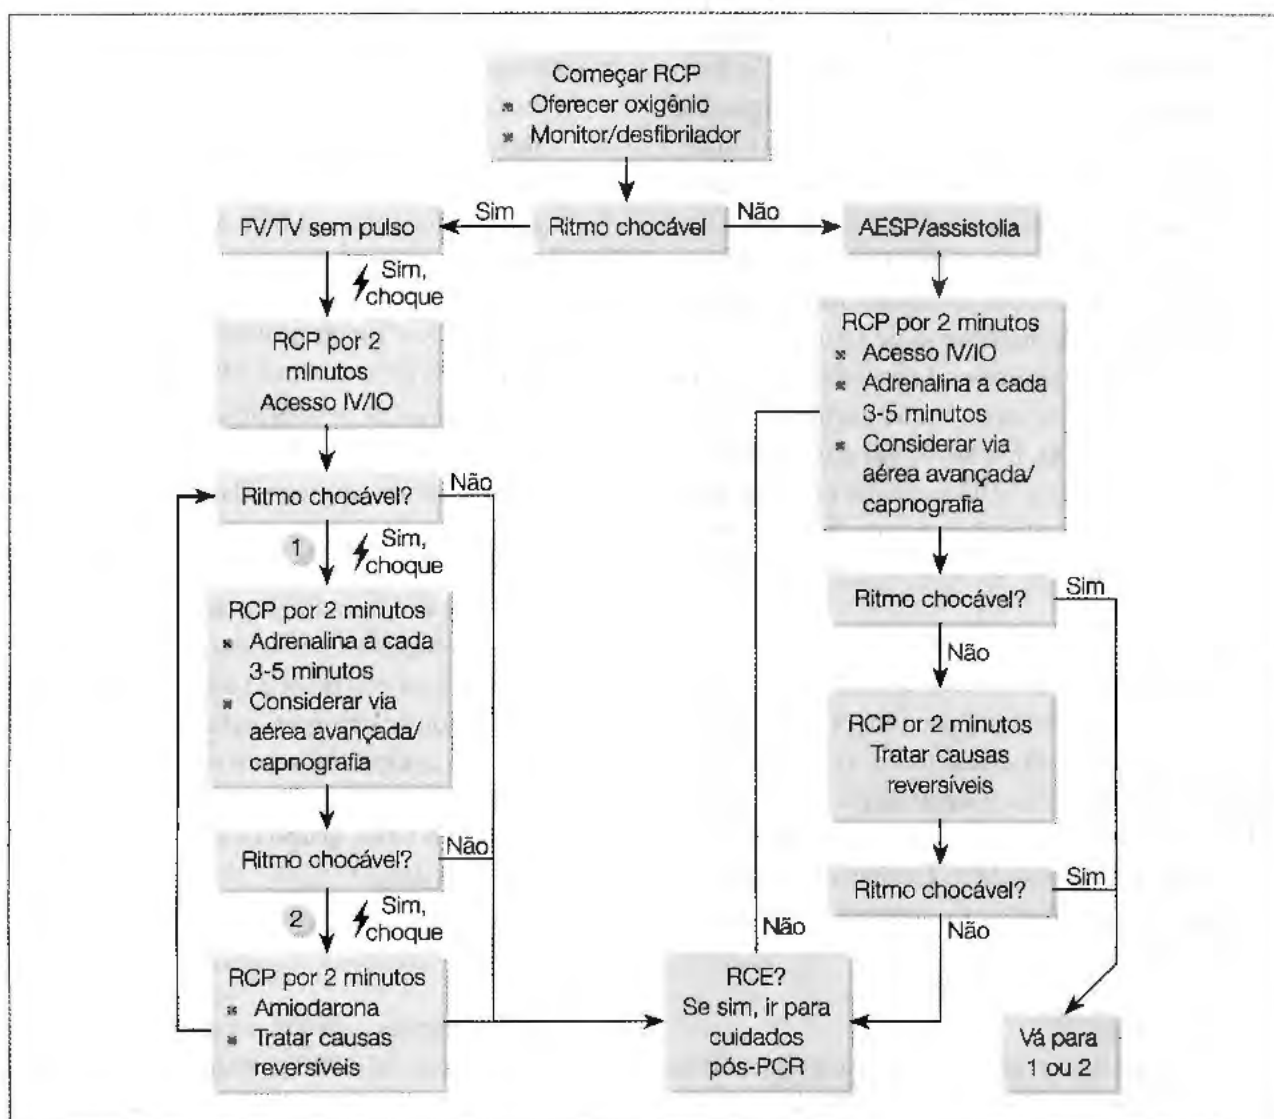 Começar RCP
Oferecer oxigênio
Monitor/desfibrilador
Ritmo chocável
Sim
Não
FV/TV sem pulso
Sim,
choque
RCP por 2
minutos
Acesso IV/IO
Ritmo chocável?
Não
1
Sim,
choque
RCP por 2 minutos
Adrenalina a cada
3-5 minutos
Considerar via
aérea avançada/
capnografia
Ritmo chocável?
Não
2
Sim,
choque
RCP por 2 minutos
Amiodarona
Tratar causas
reversíveis
AESP/assistolia
RCP por 2 minutos
Acesso IV/IO
Adrenalina a cada
3-5 minutos
Considerar via
aérea avançada/
capnografia
Ritmo chocável?
Sim
Não
RCP or 2 minutos
Tratar causas
reversíveis
Ritmo chocável?
Sim
Não
Não
RCE?
Se sim, ir para
cuidados
pós-PCR
Vá para
1 ou 2